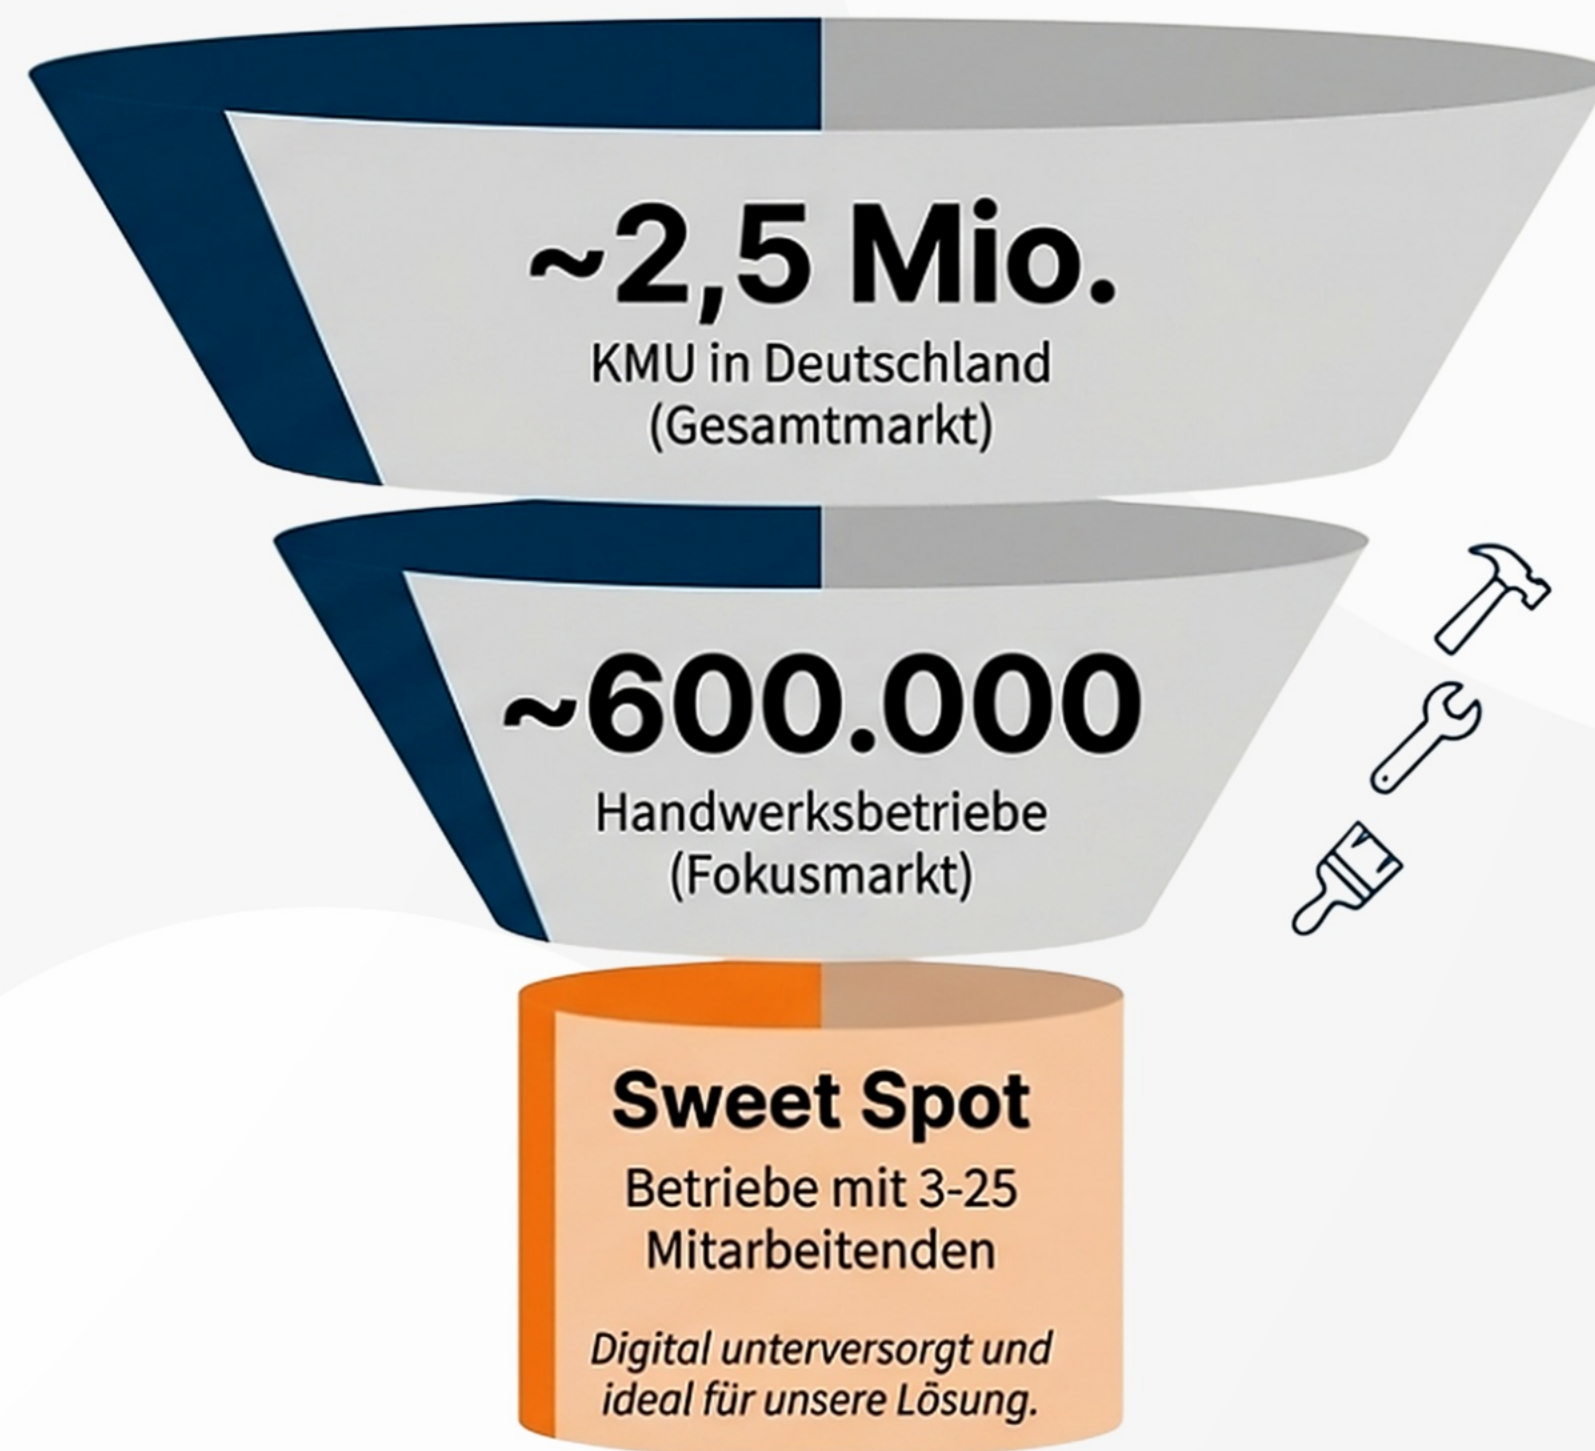 ~2,5 Mio.
KMU in Deutschland
(Gesamtmarkt)
~600.000
Handwerksbetriebe
(Fokusmarkt)
Sweet Spot
Betriebe mit 3-25
Mitarbeitenden
Digital unterversorgt und
ideal für unsere Lösung.